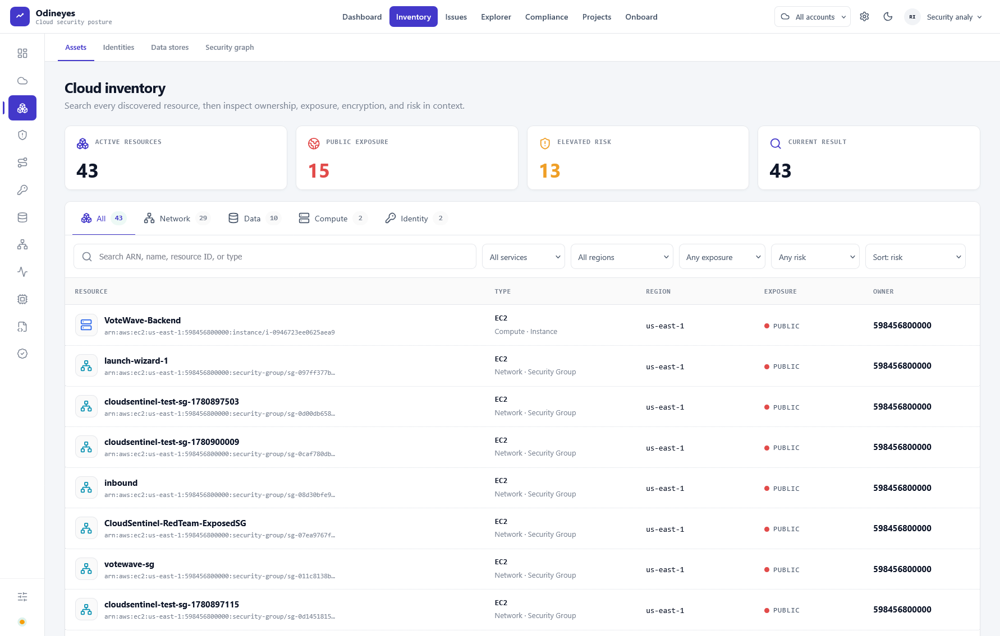 Odineyes
Cloud security posture
Dashboard
Inventory
Issues
Explorer
Compliance
Projects
Onboard
All accounts
RI
Security analy
Assets
Identities
Data stores
Security graph
Cloud inventory
Search every discovered resource, then inspect ownership, exposure, encryption, and risk in context.
ACTIVE RESOURCES
43
PUBLIC EXPOSURE
15
ELEVATED RISK
13
CURRENT RESULT
43
All 43
Network 29
Data 10
Compute 2
Identity 2
Search ARN, name, resource ID, or type
All services
All regions
Any exposure
Any risk
Sort: risk
RESOURCE TYPE REGION EXPOSURE OWNER
VoteWave-Backend
arn:aws:ec2:us-east-1:598456800000:instance/i-0946723ee0625aea9
EC2
Compute · Instance
us-east-1
PUBLIC
598456800000
launch-wizard-1
arn:aws:ec2:us-east-1:598456800000:security-group/sg-097ff377b…
EC2
Network · Security Group
us-east-1
PUBLIC
598456800000
cloudsentinel-test-sg-1780897503
arn:aws:ec2:us-east-1:598456800000:security-group/sg-0d00db658…
EC2
Network · Security Group
us-east-1
PUBLIC
598456800000
cloudsentinel-test-sg-1780900009
arn:aws:ec2:us-east-1:598456800000:security-group/sg-0caf780db…
EC2
Network · Security Group
us-east-1
PUBLIC
598456800000
inbound
arn:aws:ec2:us-east-1:598456800000:security-group/sg-08d30bfe9…
EC2
Network · Security Group
us-east-1
PUBLIC
598456800000
CloudSentinel-RedTeam-ExposedSG
arn:aws:ec2:us-east-1:598456800000:security-group/sg-07ea9767f…
EC2
Network · Security Group
us-east-1
PUBLIC
598456800000
votewave-sg
arn:aws:ec2:us-east-1:598456800000:security-group/sg-011c8138b…
EC2
Network · Security Group
us-east-1
PUBLIC
598456800000
cloudsentinel-test-sg-1780897115
arn:aws:ec2:us-east-1:598456800000:security-group/sg-0d1451815…
EC2
Network · Security Group
us-east-1
PUBLIC
598456800000